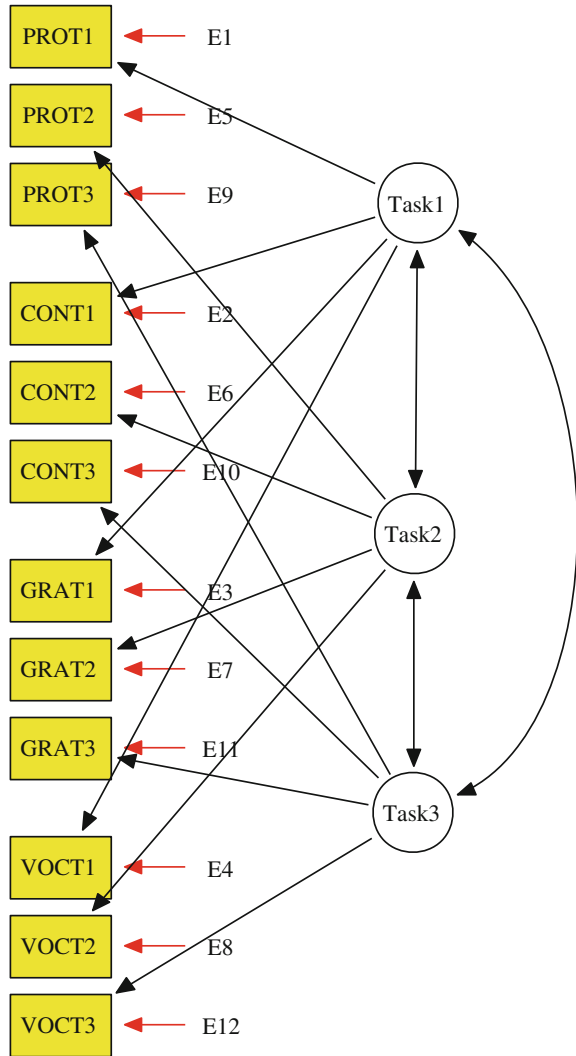 PROT1 E1
PROT2 E5
PROT3 E9
Task1
CONT1 E2
CONT2 E6
CONT3 E10
Task2
GRAT1 E3
GRAT2 E7
GRAT3 E11
Task3
VOCT1 E4
VOCT2 E8
VOCT3 E12